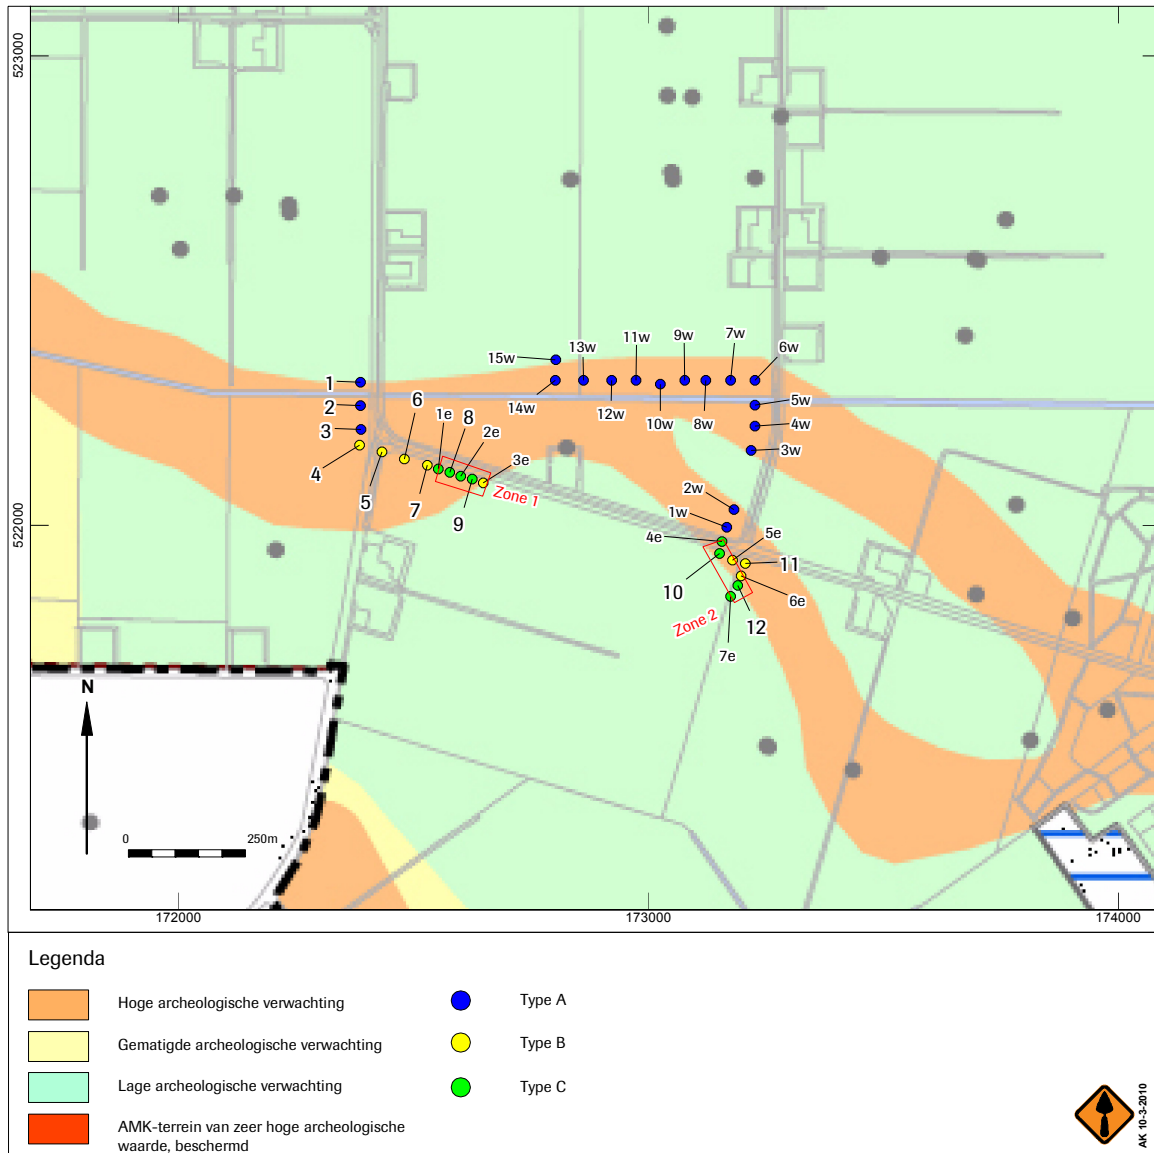 523000
522000
15w
13w
11w
9w
7w
6w
14w
12w
10w
8w
5w
4w
3w
1
2
3
4
5
6
7
1e
8
2e
3e
9
Zone 1
2w
1w
4e
5e
10
11
6e
12
Zone 2
7e
N
0 250m
172000 173000 174000
Legenda
Hoge archeologische verwachting
Gematigde archeologische verwachting
Lage archeologische verwachting
AMK-terrein van zeer hoge archeologische
waarde, beschermd
Type A
Type B
Type C
AK 10-3-2010